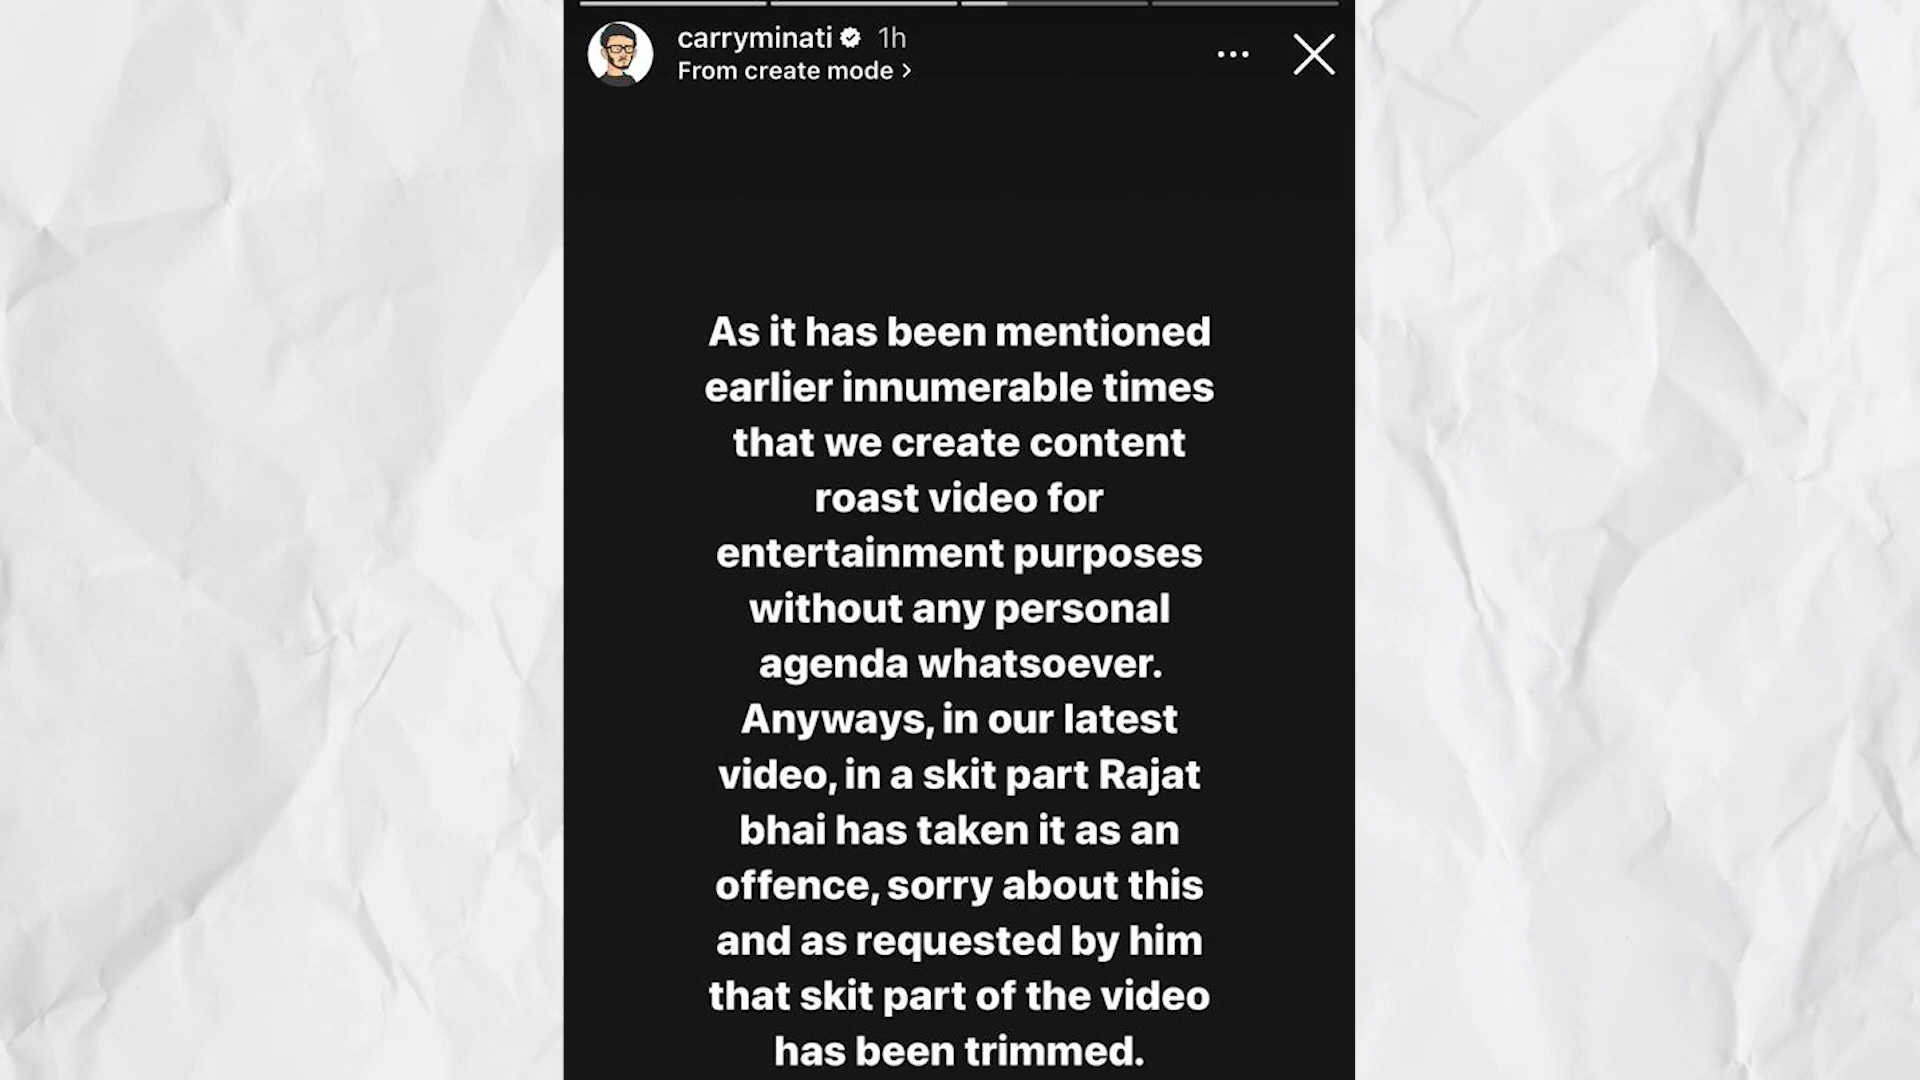 carryminati 1h
From create mode >
As it has been mentioned
earlier innumerable times
that we create content
roast video for
entertainment purposes
without any personal
agenda whatsoever.
Anyways, in our latest
video, in a skit part Rajat
bhai has taken it as an
offence, sorry about this
and as requested by him
that skit part of the video
has been trimmed.